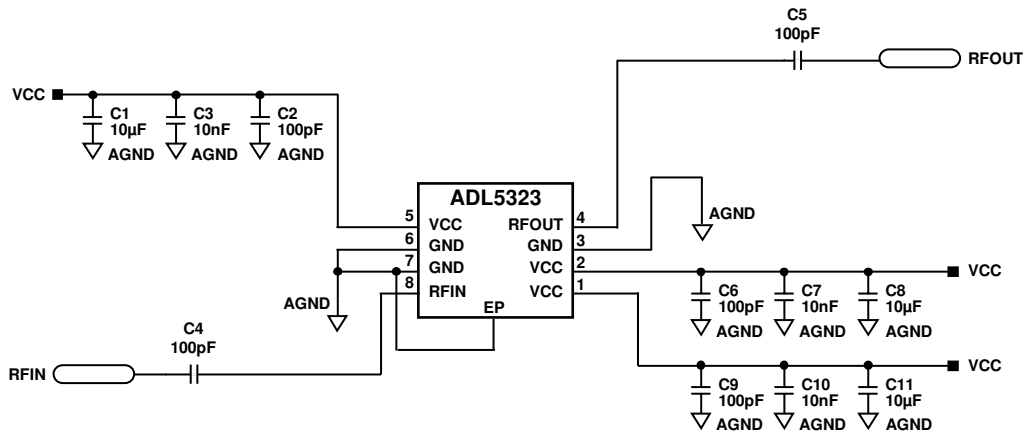 C5
100pF
RFOUT
VCC
C1
10µF
AGND
C3
10nF
AGND
C2
100pF
AGND
ADL5323
5
VCC
6
GND
7
GND
8
RFIN
RFOUT
4
GND
3
VCC
2
VCC
1
EP
AGND
AGND
VCC
C6
100pF
AGND
C7
10nF
AGND
C8
10µF
AGND
C4
100pF
RFIN
VCC
C9
100pF
AGND
C10
10nF
AGND
C11
10µF
AGND